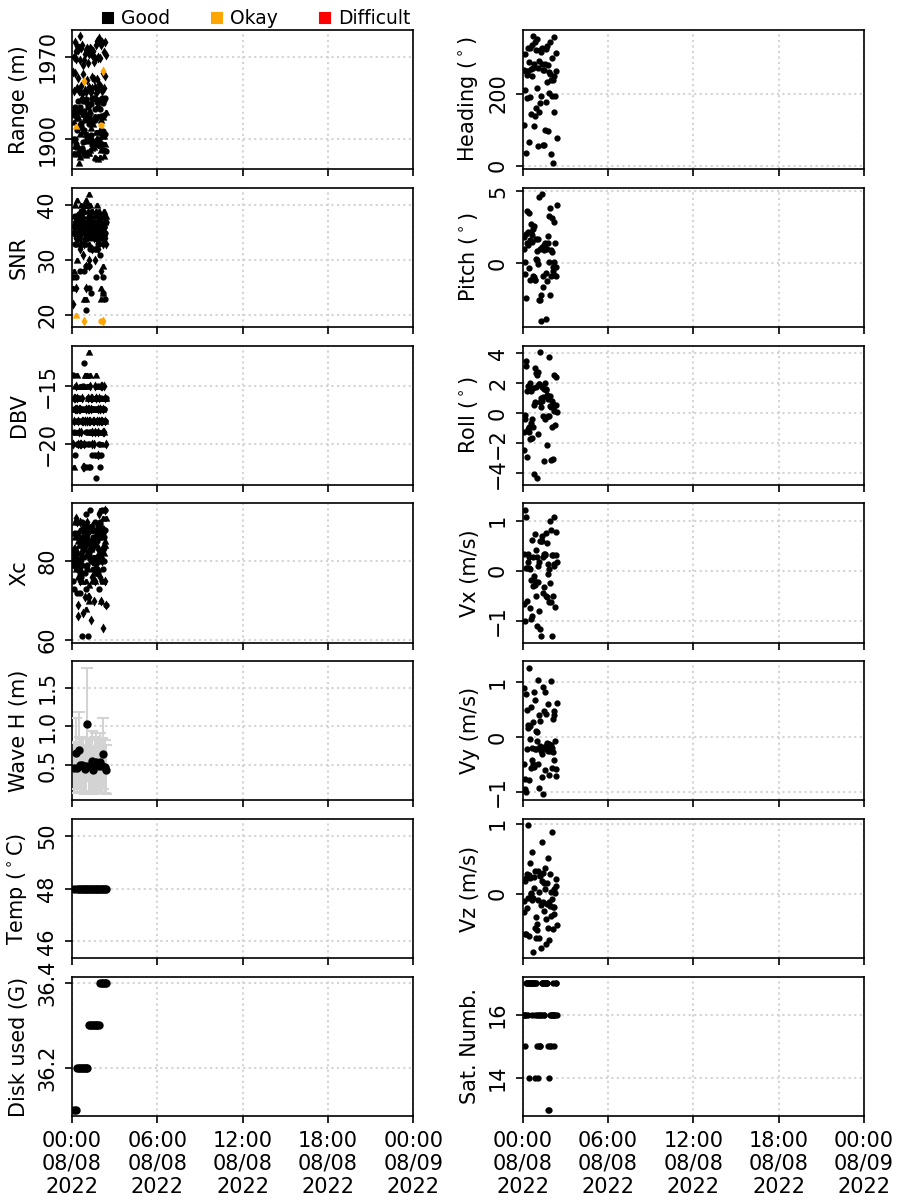 Good Okay Difficult
Range (m)
1970
1900
Heading (°)
200
0
SNR
40
30
20
Pitch (°)
5
0
DBV
−15
−20
Roll (°)
4
2
0
−2
−4
Xc
80
60
Vx (m/s)
1
0
−1
Wave H (m)
1.5
1.0
0.5
Vy (m/s)
1
0
−1
Temp (°C)
50
48
46
Vz (m/s)
1
0
Disk used (G)
36.4
36.2
Sat. Numb.
16
14
00:00 06:00 12:00 18:00 00:00
08/08 08/08 08/08 08/08 08/09
2022 2022 2022 2022 2022
00:00 06:00 12:00 18:00 00:00
08/08 08/08 08/08 08/08 08/09
2022 2022 2022 2022 2022